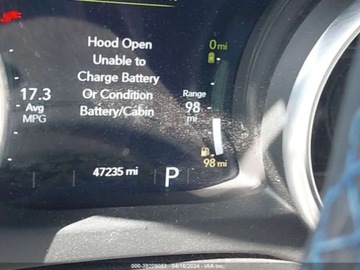 Hood Open
Unable to
Charge Battery
Or Condition
Battery/Cabin
0 mi
17.3
Avg
MPG
Range
98
mi
98 mi
47235 mi
P
000-39209083 - 04/16/2024 - IAA Inc.